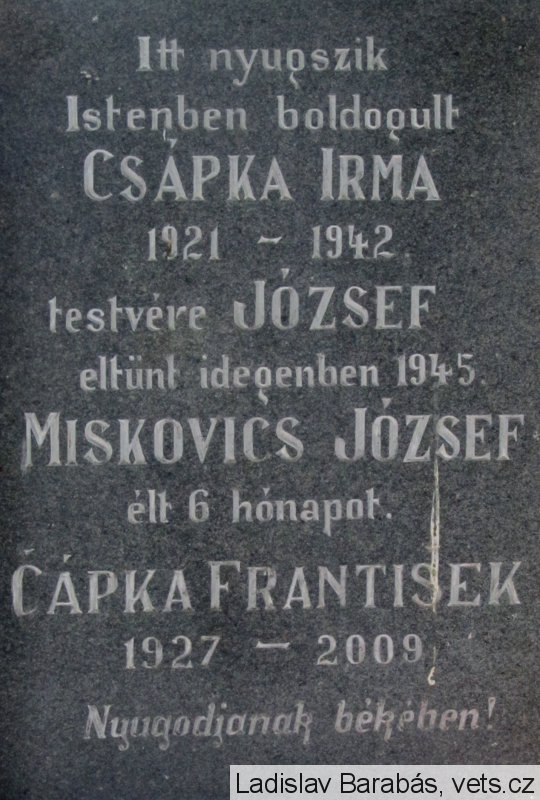 Itt nyugszik
Istenben boldogult
CSÁPKA IRMA
1921 – 1942.
testvére JÓZSEF
eltünt idegenben 1945.
MISKOVICS JÓZSEF
élt 6 hónapot.
ČÁPKA FRANTIŠEK
1927 – 2009
Nyugodjanak békében!
Ladislav Barabás, vets.cz